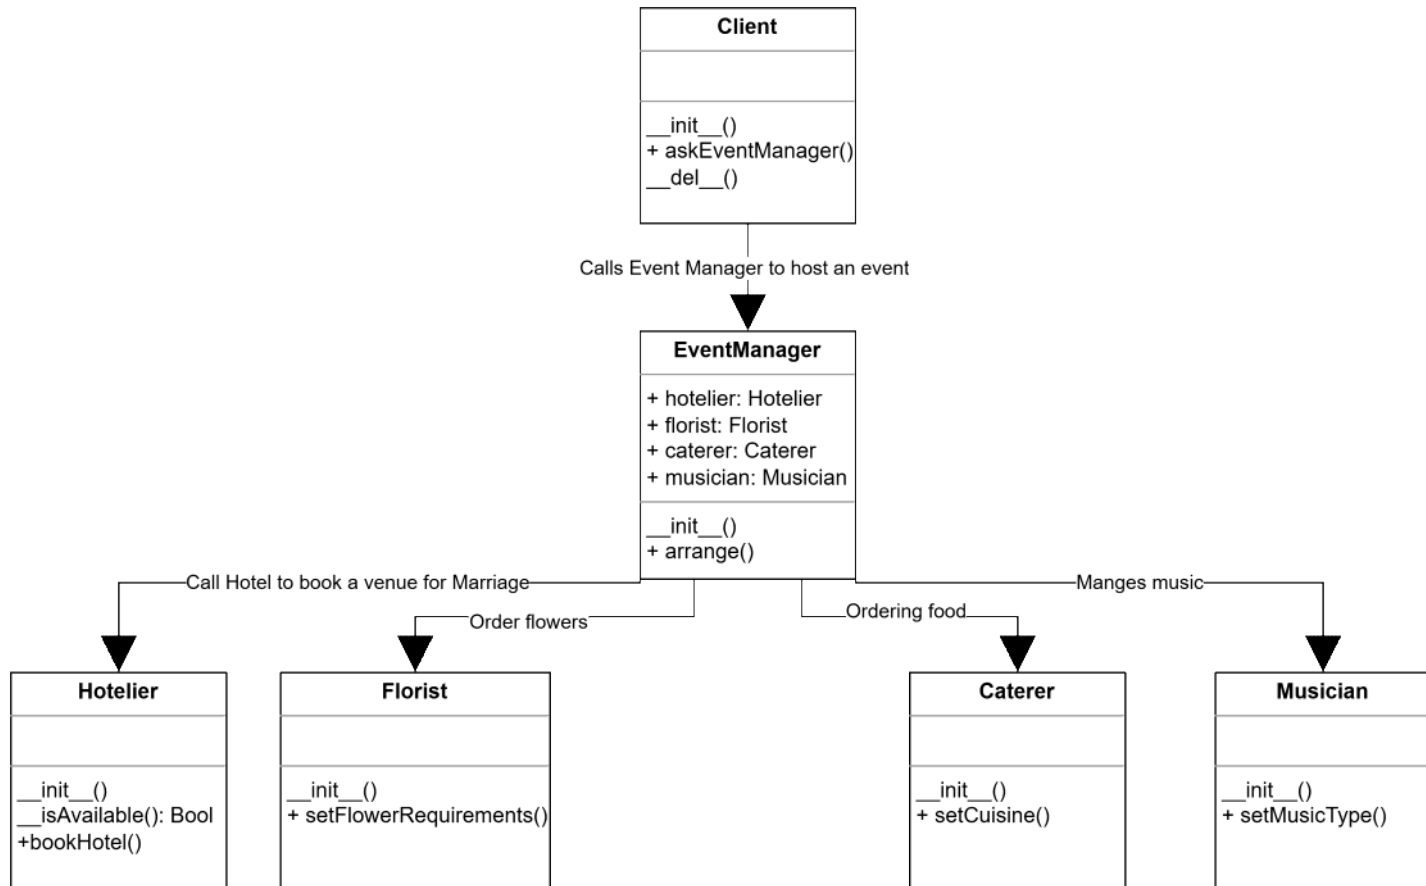 Client
__init__()
+ askEventManager()
__del__()
Calls Event Manager to host an event
EventManager
+ hotelier: Hotelier
+ florist: Florist
+ caterer: Caterer
+ musician: Musician
__init__()
+ arrange()
Call Hotel to book a venue for Marriage
Order flowers
Ordering food
Manges music
Hotelier
__init__()
__isAvailable(): Bool
+bookHotel()
Florist
__init__()
+ setFlowerRequirements()
Caterer
__init__()
+ setCuisine()
Musician
__init__()
+ setMusicType()